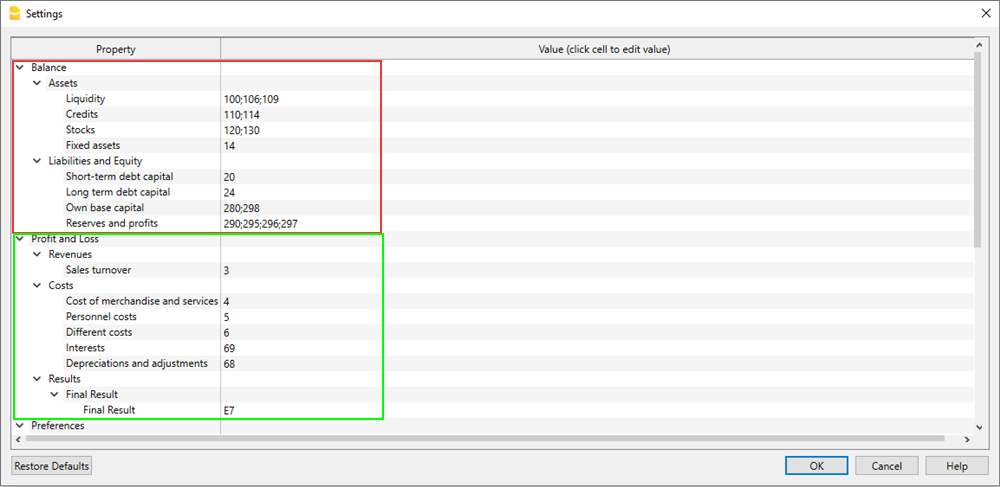 Settings
Property Value (click cell to edit value)
Balance
Assets
Liquidity 100;106;109
Credits 110;114
Stocks 120;130
Fixed assets 14
Liabilities and Equity
Short-term debt capital 20
Long term debt capital 24
Own base capital 280;298
Reserves and profits 290;295;296;297
Profit and Loss
Revenues
Sales turnover 3
Costs
Cost of merchandise and services 4
Personnel costs 5
Different costs 6
Interests 69
Depreciations and adjustments 68
Results
Final Result
Final Result E7
Preferences
Restore Defaults OK Cancel Help